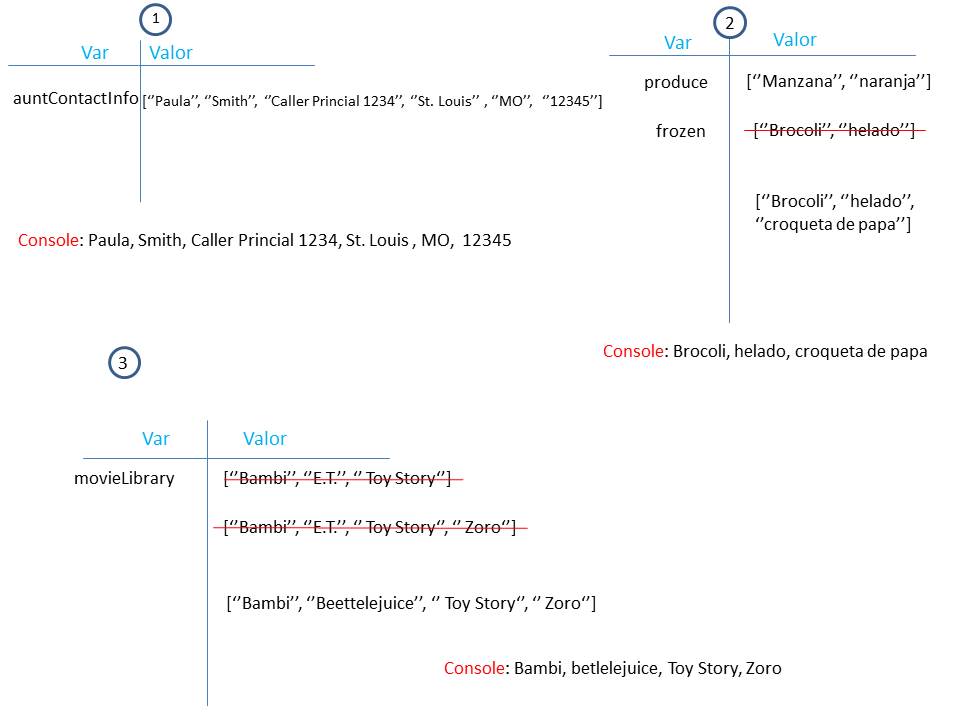 1
Var Valor
auntContactInfo [‘’Paula’’, ‘’Smith’’, ‘’Caller Princial 1234’’, ‘’St. Louis’’ , ‘’MO’’, ‘’12345’’]
Console: Paula, Smith, Caller Princial 1234, St. Louis , MO, 12345
2
Var Valor
produce [‘’Manzana’’, ‘’naranja’’]
frozen [‘’Brocoli’’, ‘’helado’’]
[‘’Brocoli’’, ‘’helado’’,
‘’croqueta de papa’’]
Console: Brocoli, helado, croqueta de papa
3
Var Valor
movieLibrary [‘’Bambi’’, ‘’E.T.’’, ‘’ Toy Story‘’]
[‘’Bambi’’, ‘’E.T.’’, ‘’ Toy Story‘’, ‘’ Zoro‘’]
[‘’Bambi’’, ‘’Beettelejuice’’, ‘’ Toy Story‘’, ‘’ Zoro‘’]
Console: Bambi, betlelejuice, Toy Story, Zoro